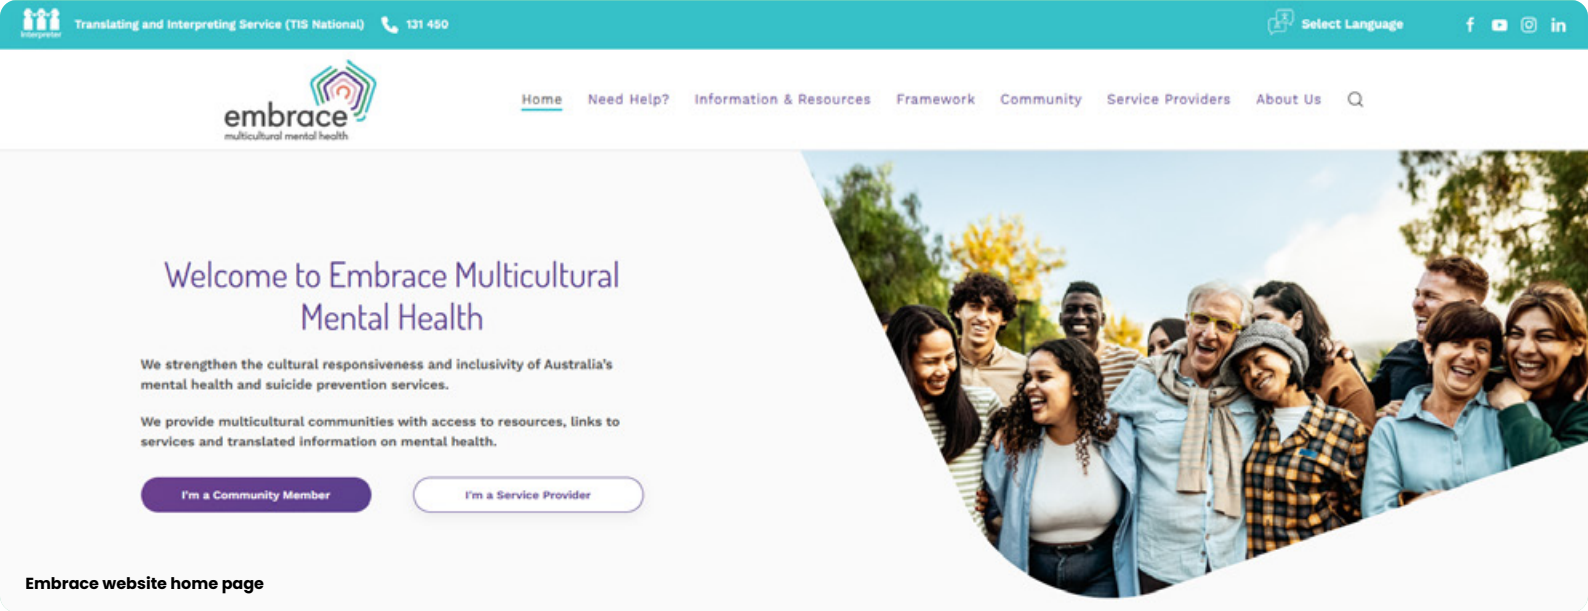 Interpreter
Translating and Interpreting Service (TIS National)
131 450
Select Language
embrace
multicultural mental health
Home
Need Help?
Information & Resources
Framework
Community
Service Providers
About Us
Welcome to Embrace Multicultural
Mental Health
We strengthen the cultural responsiveness and inclusivity of Australia's
mental health and suicide prevention services.
We provide multicultural communities with access to resources, links to
services and translated information on mental health.
I'm a Community Member
I'm a Service Provider
Embrace website home page